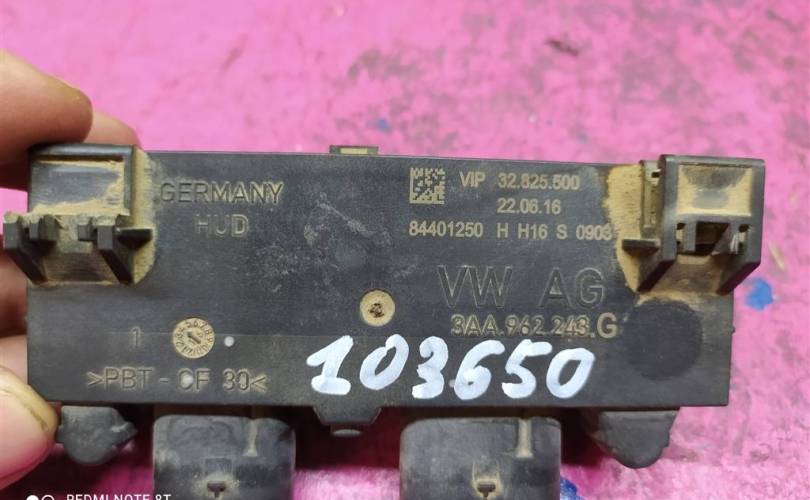 GERMANY
HUD
VIP 32.825.500
22.06.16
84401250 H H16 S 0903
VW AG
3AA.962.243.G
1
>PBT - GF 30<
103650
REDMI NOTE 8T